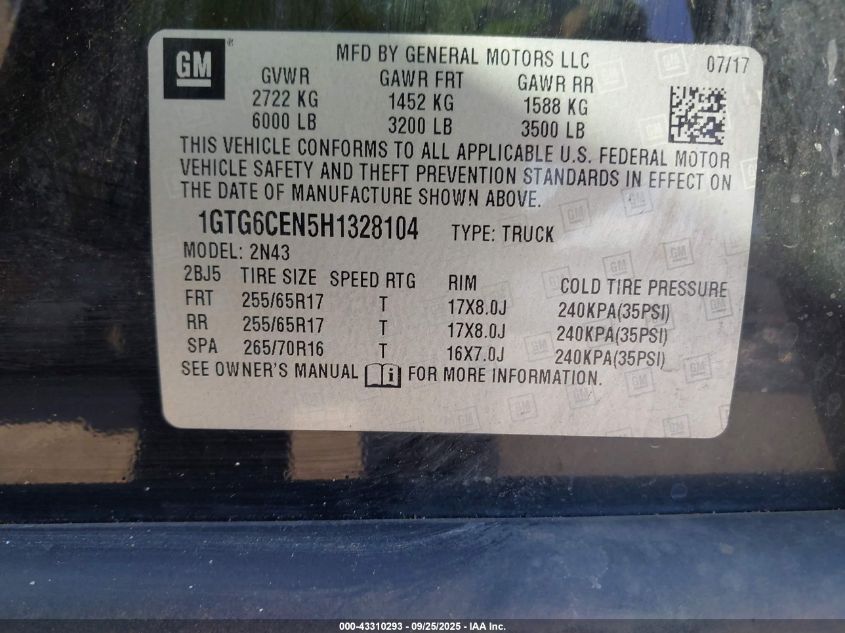 GM® MFD BY GENERAL MOTORS LLC 07/17
GVWR GAWR FRT GAWR RR
2722 KG 1452 KG 1588 KG
6000 LB 3200 LB 3500 LB
THIS VEHICLE CONFORMS TO ALL APPLICABLE U.S. FEDERAL MOTOR
VEHICLE SAFETY AND THEFT PREVENTION STANDARDS IN EFFECT ON
THE DATE OF MANUFACTURE SHOWN ABOVE.
1GTG6CEN5H1328104 TYPE: TRUCK
MODEL: 2N43
2BJ5 TIRE SIZE SPEED RTG RIM COLD TIRE PRESSURE
FRT 255/65R17 T 17X8.0J 240KPA(35PSI)
RR 255/65R17 T 17X8.0J 240KPA(35PSI)
SPA 265/70R16 T 16X7.0J 240KPA(35PSI)
SEE OWNER'S MANUAL i FOR MORE INFORMATION.
000-43310293 - 09/25/2025 - IAA Inc.